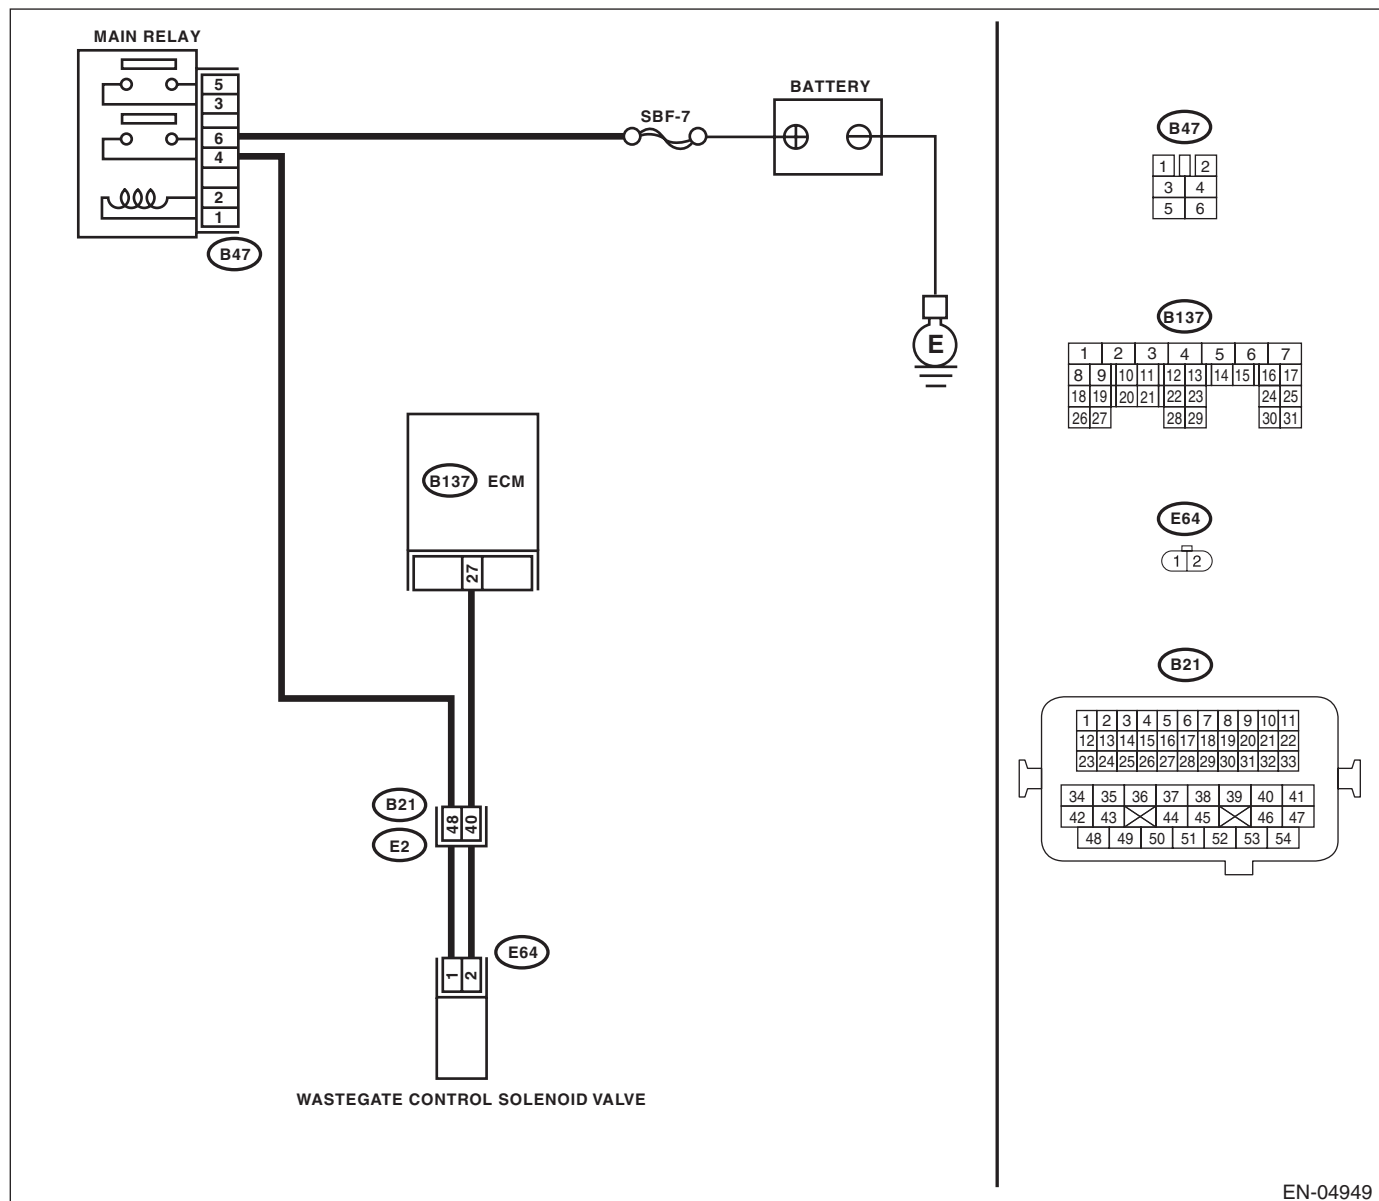 MAIN RELAY
5
3
6
4
2
1
B47
SBF-7
BATTERY
E
B137 ECM
27
B21
48 40
E2
E64
1 2
WASTEGATE CONTROL SOLENOID VALVE
B47
1 2
3 4
5 6
B137
1 2 3 4 5 6 7
8 9 10 11 12 13 14 15 16 17
18 19 20 21 22 23 24 25
26 27 28 29 30 31
E64
1 2
B21
1 2 3 4 5 6 7 8 9 10 11
12 13 14 15 16 17 18 19 20 21 22
23 24 25 26 27 28 29 30 31 32 33
34 35 36 37 38 39 40 41
42 43 44 45 46 47
48 49 50 51 52 53 54
EN-04949